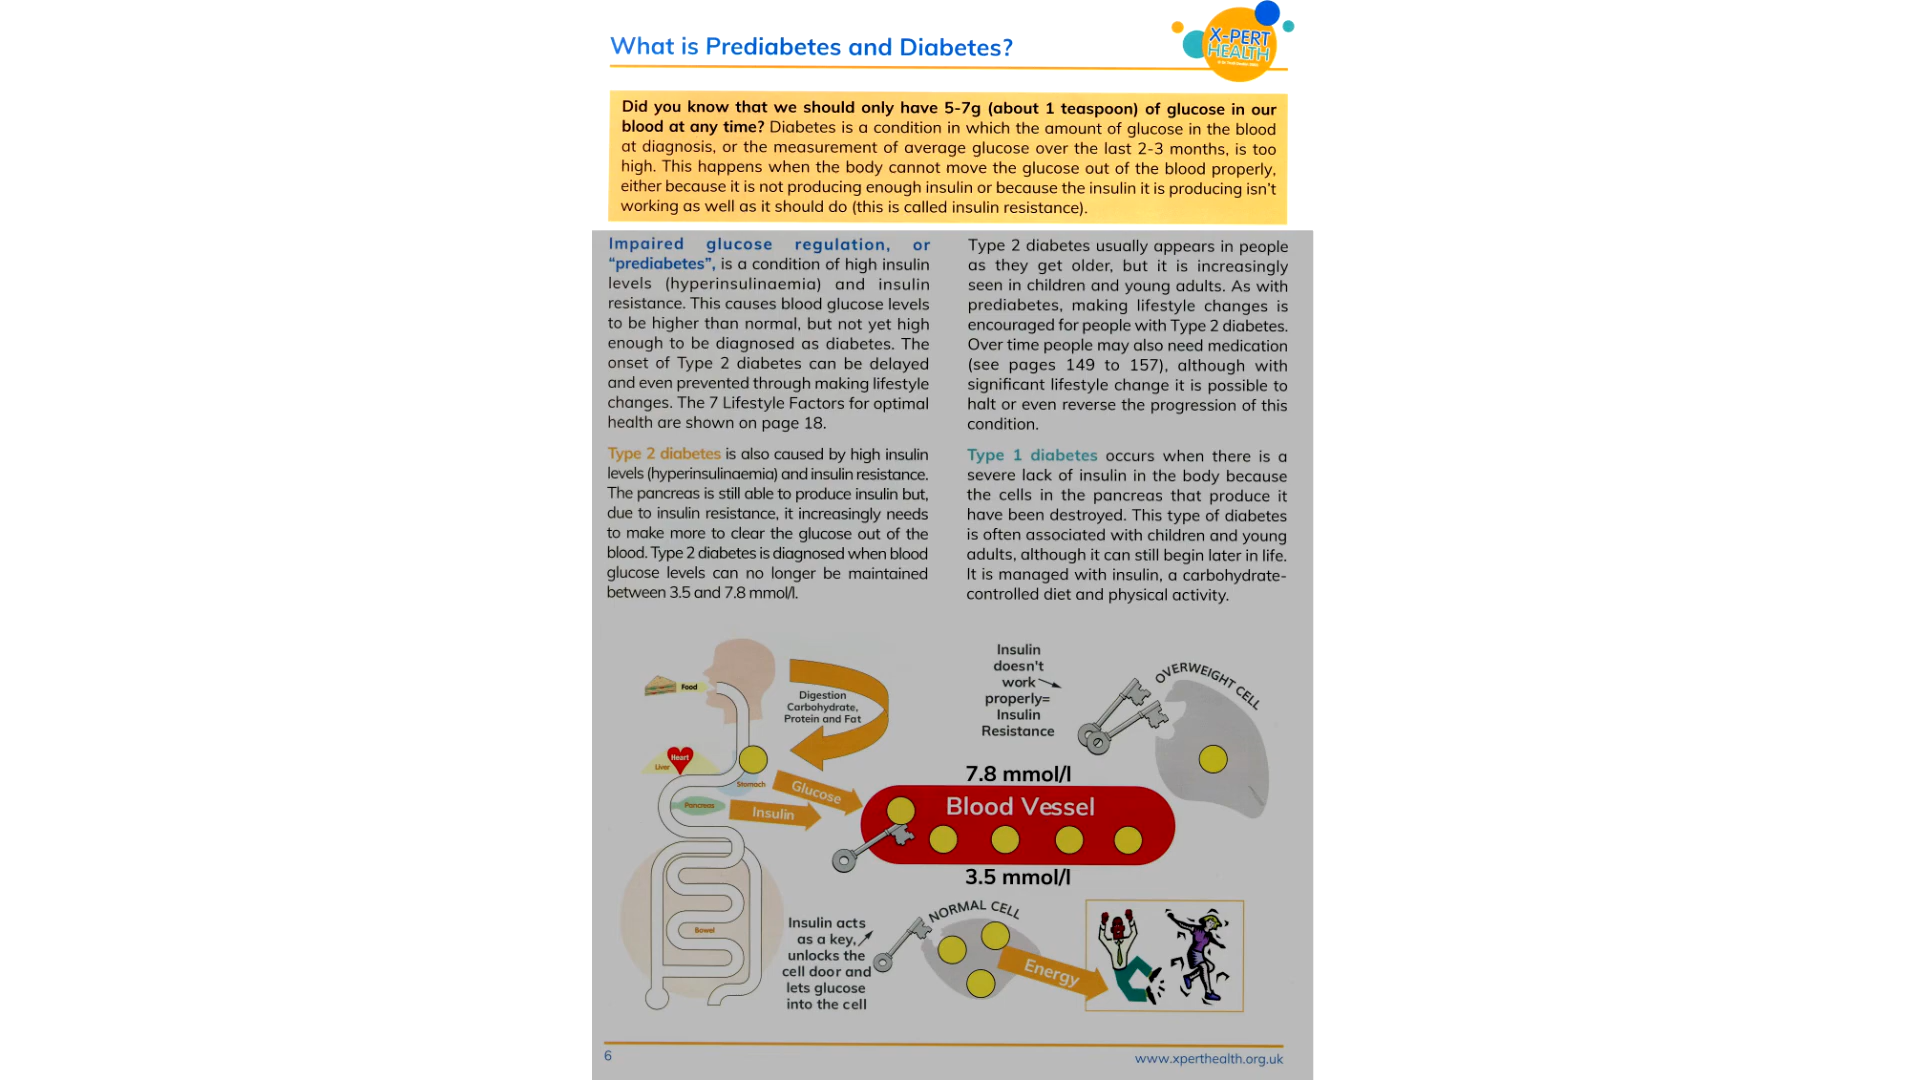 What is Prediabetes and Diabetes?
X-PERT
HEALTH
Did you know that we should only have 5-7g (about 1 teaspoon) of glucose in our
blood at any time? Diabetes is a condition in which the amount of glucose in the blood
at diagnosis, or the measurement of average glucose over the last 2-3 months, is too
high. This happens when the body cannot move the glucose out of the blood properly,
either because it is not producing enough insulin or because the insulin it is producing isn't
working as well as it should do (this is called insulin resistance).
Impaired glucose regulation, or
“prediabetes”, is a condition of high insulin
levels (hyperinsulinaemia) and insulin
resistance. This causes blood glucose levels
to be higher than normal, but not yet high
enough to be diagnosed as diabetes. The
onset of Type 2 diabetes can be delayed
and even prevented through making lifestyle
changes. The 7 Lifestyle Factors for optimal
health are shown on page 18.
Type 2 diabetes is also caused by high insulin
levels (hyperinsulinaemia) and insulin resistance.
The pancreas is still able to produce insulin but,
due to insulin resistance, it increasingly needs
to make more to clear the glucose out of the
blood. Type 2 diabetes is diagnosed when blood
glucose levels can no longer be maintained
between 3.5 and 7.8 mmol/l.
Type 2 diabetes usually appears in people
as they get older, but it is increasingly
seen in children and young adults. As with
prediabetes, making lifestyle changes is
encouraged for people with Type 2 diabetes.
Over time people may also need medication
(see pages 149 to 157), although with
significant lifestyle change it is possible to
halt or even reverse the progression of this
condition.
Type 1 diabetes occurs when there is a
severe lack of insulin in the body because
the cells in the pancreas that produce it
have been destroyed. This type of diabetes
is often associated with children and young
adults, although it can still begin later in life.
It is managed with insulin, a carbohydrate-
controlled diet and physical activity.
Food
Digestion
Carbohydrate,
Protein and Fat
Heart
Liver
Stomach
Pancreas
Glucose
Insulin
Bowel
Insulin
doesn't
work
properly=
Insulin
Resistance
OVERWEIGHT CELL
7.8 mmol/l
Blood Vessel
3.5 mmol/l
NORMAL CELL
Insulin acts
as a key,
unlocks the
cell door and
lets glucose
into the cell
Energy
6
www.xperthealth.org.uk